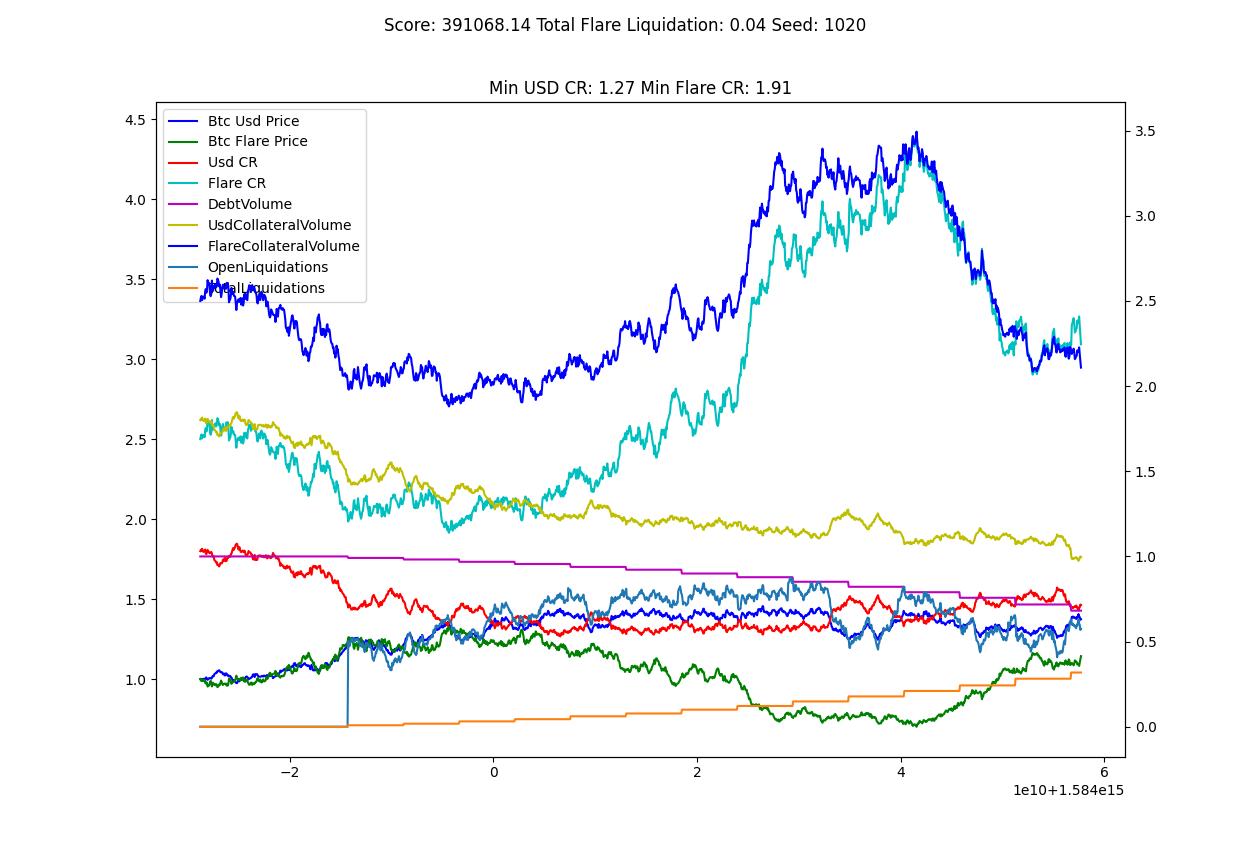 Score: 391068.14 Total Flare Liquidation: 0.04 Seed: 1020
Min USD CR: 1.27 Min Flare CR: 1.91
Btc Usd Price
Btc Flare Price
Usd CR
Flare CR
DebtVolume
UsdCollateralVolume
FlareCollateralVolume
OpenLiquidations
TotalLiquidations
4.5
4.0
3.5
3.0
2.5
2.0
1.5
1.0
3.5
3.0
2.5
2.0
1.5
1.0
0.5
0.0
−2
0
2
4
6
1e10+1.584e15